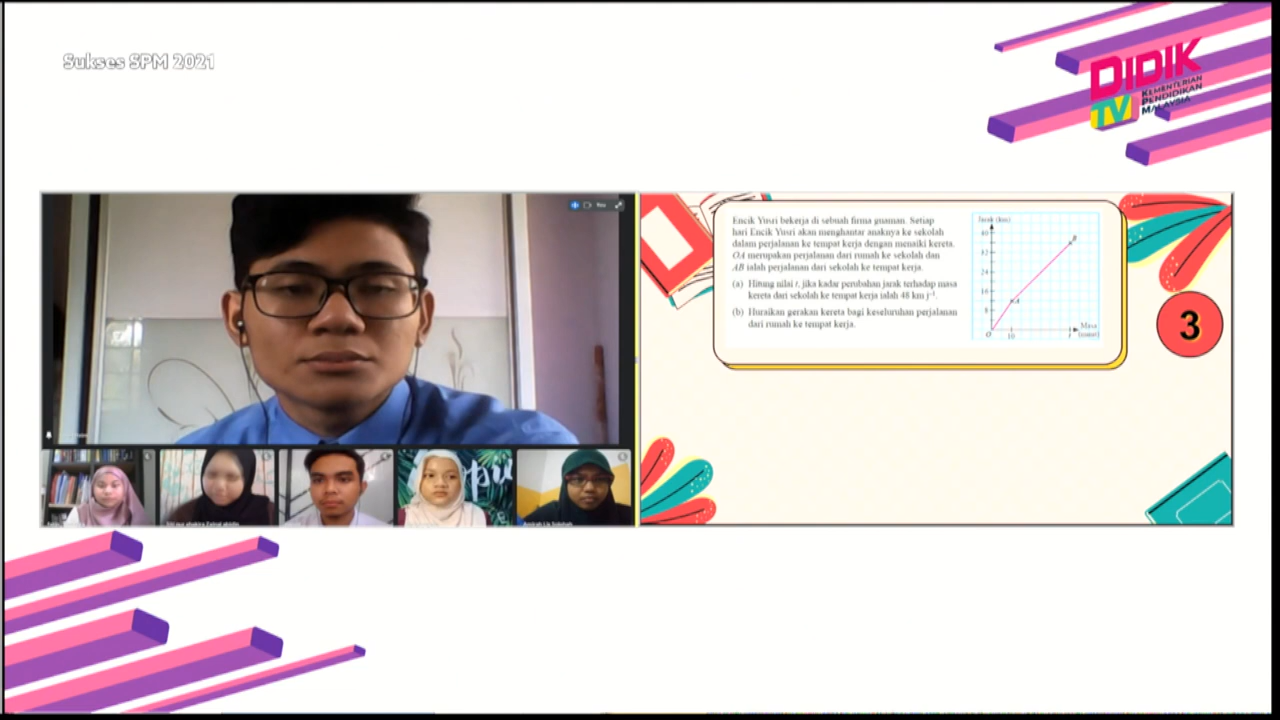 Sukses SPM 2021
DIDIK
TV
KEMENTERIAN
PENDIDIKAN
MALAYSIA
You
Encik Yusri bekerja di sebuah firma guaman. Setiap
hari Encik Yusri akan menghantar anaknya ke sekolah
dalam perjalanan ke tempat kerja dengan menaiki kereta.
OA merupakan perjalanan dari rumah ke sekolah dan
AB ialah perjalanan dari sekolah ke tempat kerja.
(a) Hitung nilai t, jika kadar perubahan jarak terhadap masa
kereta dari sekolah ke tempat kerja ialah 48 km j⁻¹.
(b) Huraikan gerakan kereta bagi keseluruhan perjalanan
dari rumah ke tempat kerja.
Jarak (km)
40
32
24
16
8
O
10
t
A
B
Masa
(minit)
3